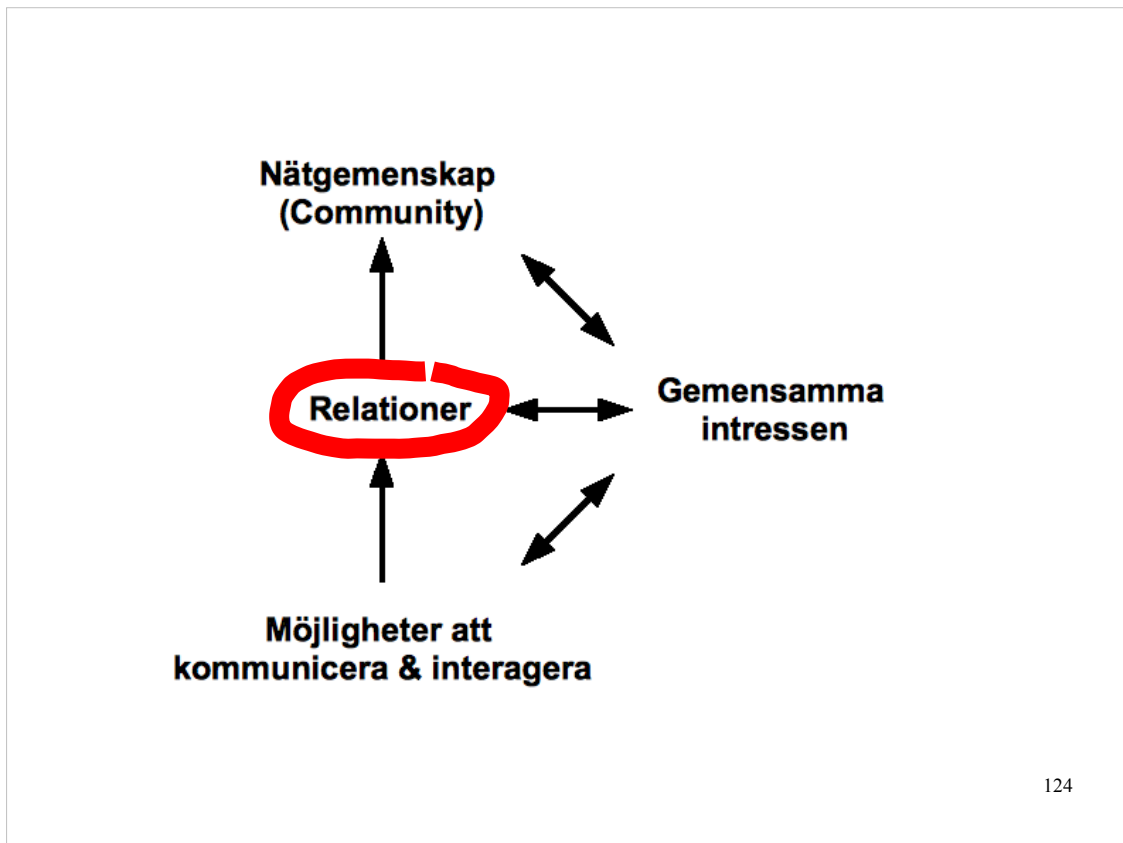 Nätgemenskap
(Community)
Relationer
Gemensamma
intressen
Möjligheter att
kommunicera & interagera
124